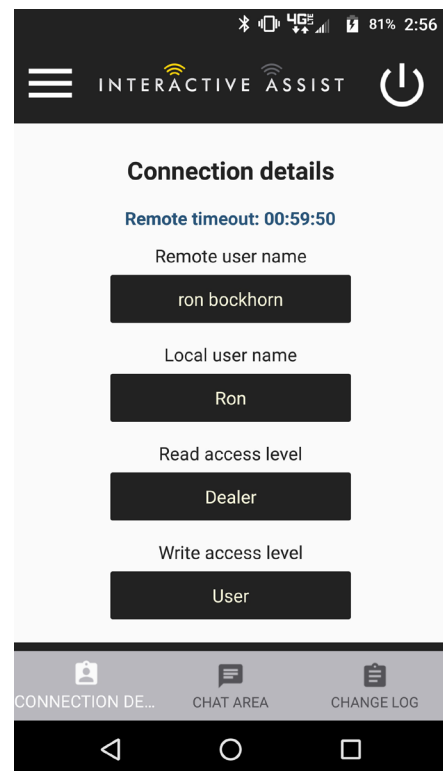 4G 81% 2:56
INTERACTIVE ASSIST
Connection details
Remote timeout: 00:59:50
Remote user name
ron bockhorn
Local user name
Ron
Read access level
Dealer
Write access level
User
CONNECTION DE... CHAT AREA CHANGE LOG